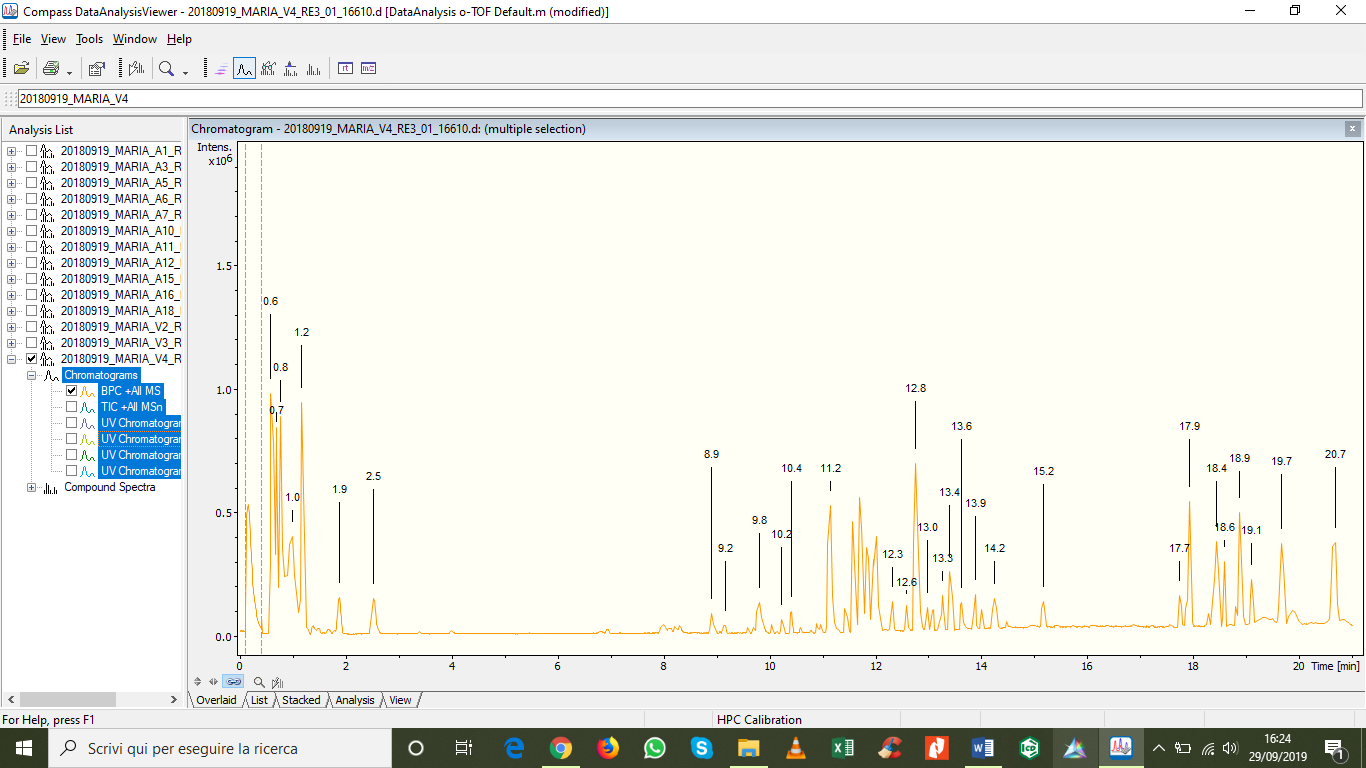 Compass DataAnalysisViewer - 20180919_MARIA_V4_RE3_01_16610.d [DataAnalysis o-TOF Default.m (modified)]
File View Tools Window Help
rt m/z
20180919_MARIA_V4
Analysis List
20180919_MARIA_A1_R
20180919_MARIA_A3_R
20180919_MARIA_A5_R
20180919_MARIA_A6_R
20180919_MARIA_A7_R
20180919_MARIA_A10_
20180919_MARIA_A11_
20180919_MARIA_A12_
20180919_MARIA_A15_
20180919_MARIA_A16_
20180919_MARIA_A18_
20180919_MARIA_V2_R
20180919_MARIA_V3_R
20180919_MARIA_V4_R
Chromatograms
BPC +All MS
TIC +All MSn
UV Chromatogra
UV Chromatogra
UV Chromatogra
UV Chromatogra
Compound Spectra
Chromatogram - 20180919_MARIA_V4_RE3_01_16610.d: (multiple selection)
Intens.
x10⁶
1.5
1.0
0.5
0.0
0.6
0.7
0.8
1.0
1.2
1.9
2.5
8.9
9.2
9.8
10.2
10.4
11.2
12.3
12.6
12.8
13.0
13.3
13.4
13.6
13.9
14.2
15.2
17.7
17.9
18.4
18.6
18.9
19.1
19.7
20.7
0 2 4 6 8 10 12 14 16 18 20 Time [min]
Overlaid List Stacked Analysis View
For Help, press F1
HPC Calibration
Scrivi qui per eseguire la ricerca
16:24
29/09/2019
1